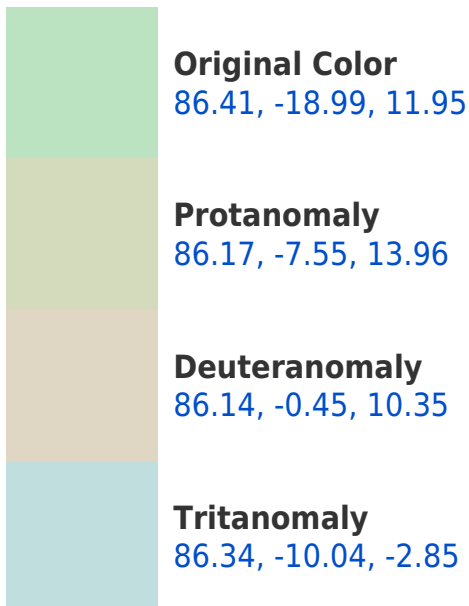 Original Color
86.41, -18.99, 11.95
Protanomaly
86.17, -7.55, 13.96
Deuteranomaly
86.14, -0.45, 10.35
Tritanomaly
86.34, -10.04, -2.85